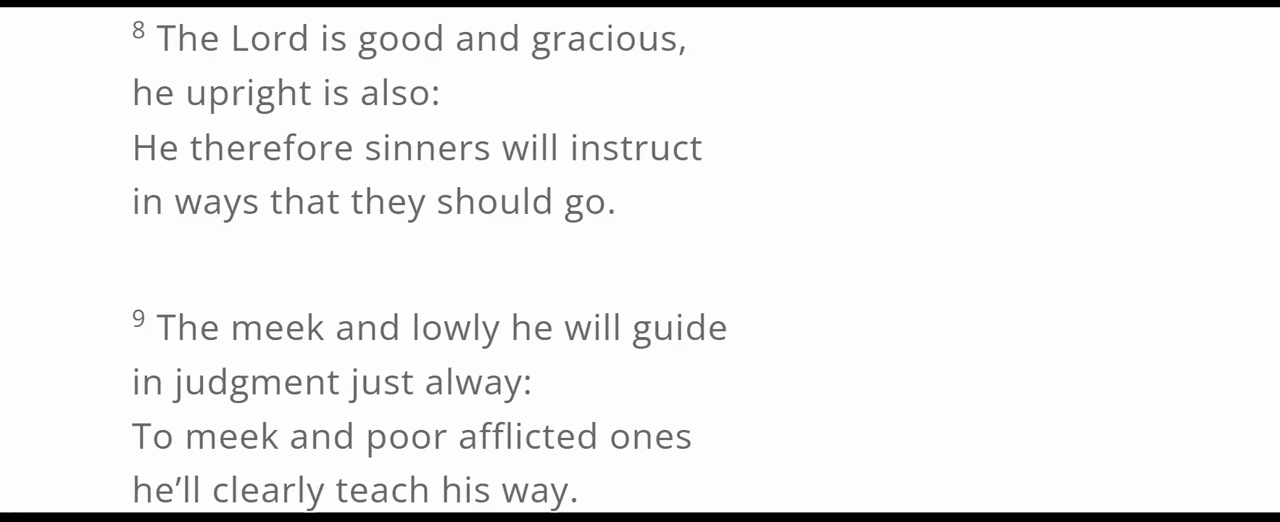 8 The Lord is good and gracious,
he upright is also:
He therefore sinners will instruct
in ways that they should go.
9 The meek and lowly he will guide
in judgment just alway:
To meek and poor afflicted ones
he’ll clearly teach his way.